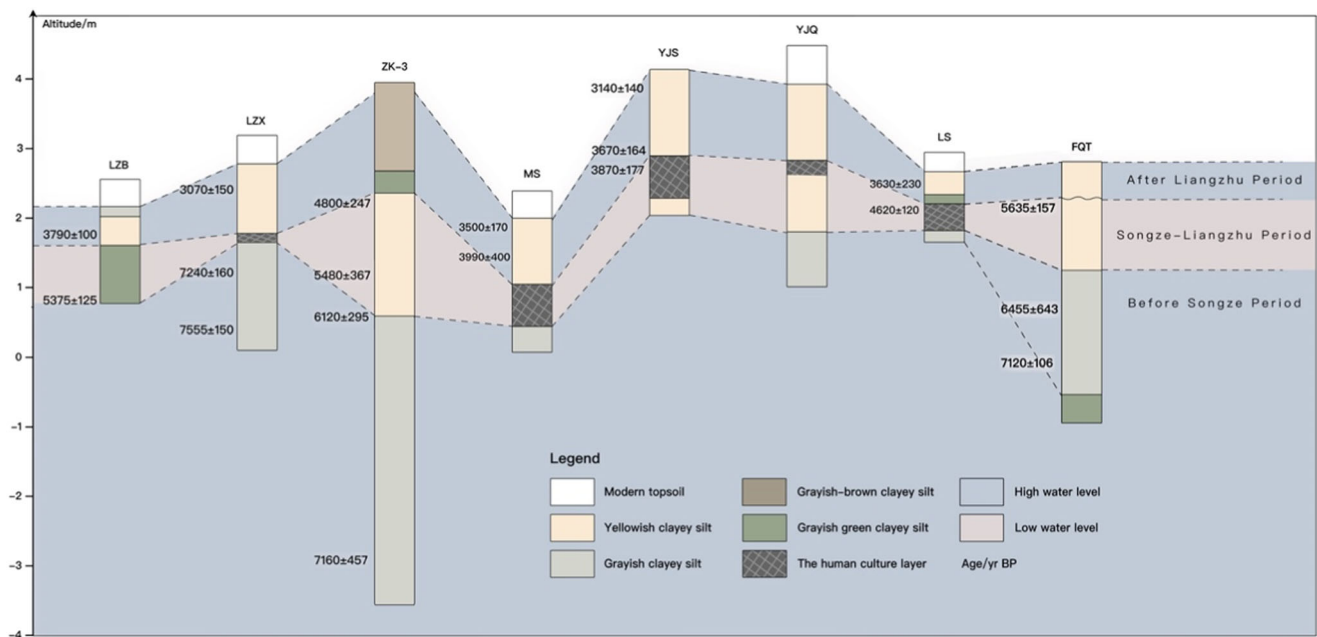 Altitude/m
4
3
2
1
0
−1
−2
−3
−4
LZB
LZX
ZK−3
MS
YJS
YJQ
LS
FQT
3790±100
5375±125
3070±150
7240±160
7555±150
4800±247
5480±367
6120±295
7160±457
3500±170
3990±400
3140±140
3670±164
3870±177
3630±230
4620±120
5635±157
6455±643
7120±106
After Liangzhu Period
Songze−Liangzhu Period
Before Songze Period
Legend
Modern topsoil
Grayish−brown clayey silt
High water level
Yellowish clayey silt
Grayish green clayey silt
Low water level
Grayish clayey silt
The human culture layer
Age/yr BP